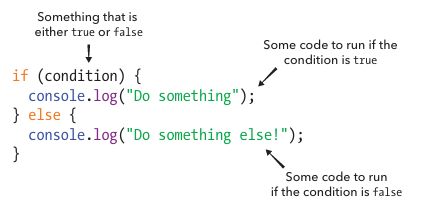 Something that is
either true or false
Some code to run if the
condition is true
if (condition) {
  console.log("Do something");
} else {
  console.log("Do something else!");
}
Some code to run
if the condition is false